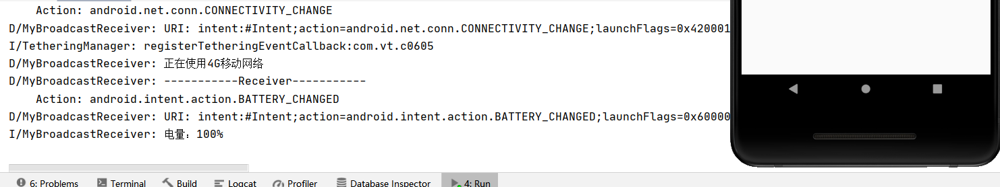 Action: android.net.conn.CONNECTIVITY_CHANGE
D/MyBroadcastReceiver: URI: intent:#Intent;action=android.net.conn.CONNECTIVITY_CHANGE;launchFlags=0x420001
I/TetheringManager: registerTetheringEventCallback:com.vt.c0605
D/MyBroadcastReceiver: 正在使用4G移动网络
D/MyBroadcastReceiver: -----------Receiver-----------
Action: android.intent.action.BATTERY_CHANGED
D/MyBroadcastReceiver: URI: intent:#Intent;action=android.intent.action.BATTERY_CHANGED;launchFlags=0x60000
I/MyBroadcastReceiver: 电量：100%
6: Problems Terminal Build Logcat Profiler Database Inspector 4: Run